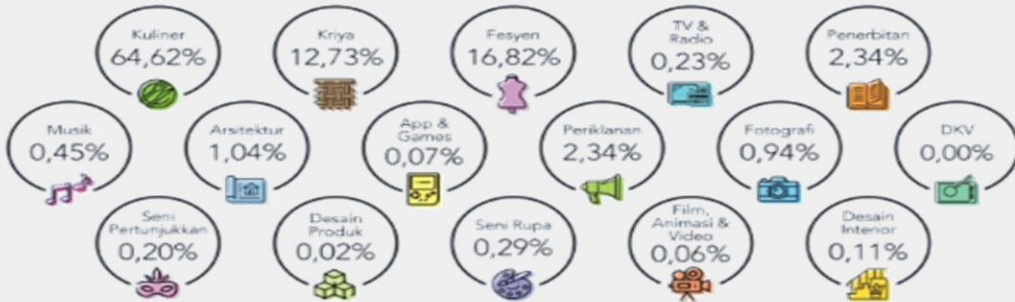 Kuliner
64,62%
Kriya
12,73%
Fesyen
16,82%
TV &
Radio
0,23%
Penerbitan
2,34%
Musik
0,45%
Arsitektur
1,04%
App &
Games
0,07%
Periklanan
2,34%
Fotografi
0,94%
DKV
0,00%
Seni
Pertunjukkan
0,20%
Desain
Produk
0,02%
Seni Rupa
0,29%
Film,
Animasi &
Video
0,06%
Desain
Interior
0,11%